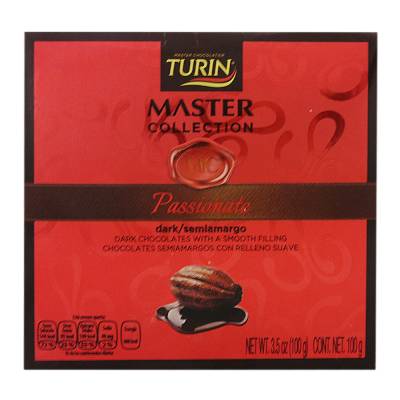 MASTER CHOCOLATIER
TURIN®
MASTER
COLLECTION
MC
Passionate
dark/semiamargo
DARK CHOCOLATES WITH A SMOOTH FILLING
CHOCOLATES SEMIAMARGOS CON RELLENO SUAVE
NET WT. 3.5 oz (100 g) CONT. NET. 100 g